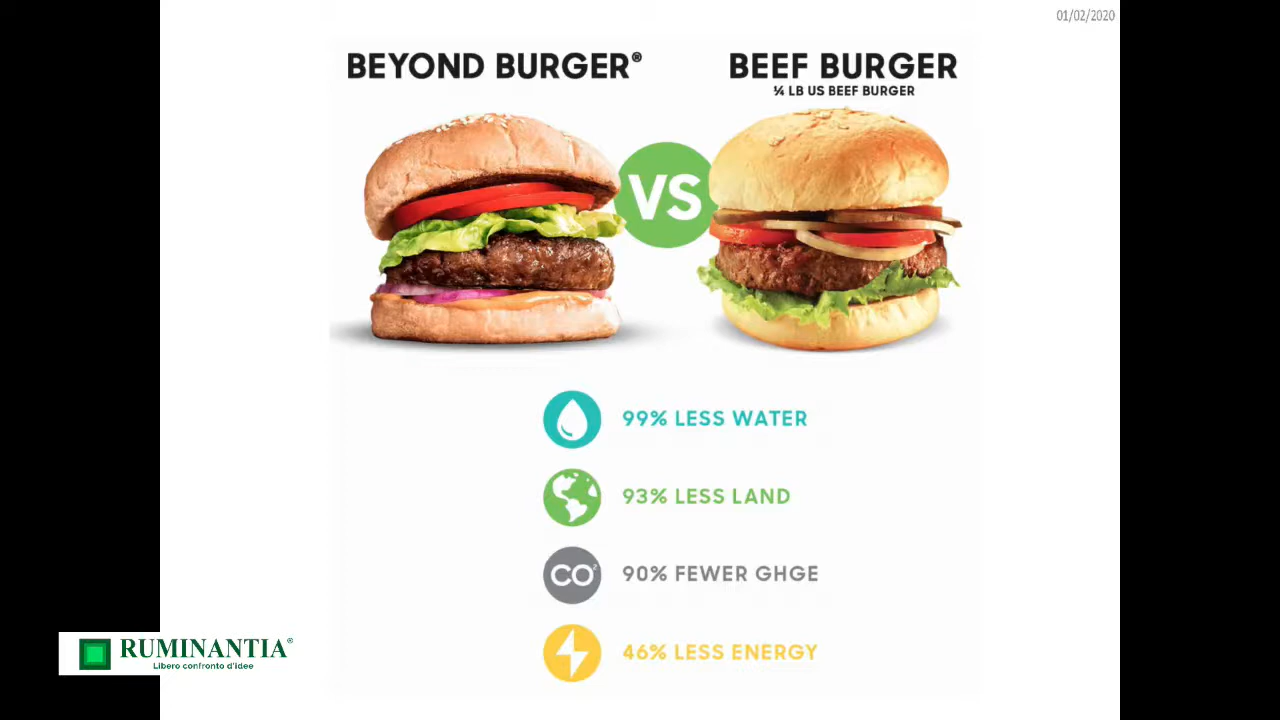 01/02/2020
BEYOND BURGER®
BEEF BURGER
¼ LB US BEEF BURGER
VS
99% LESS WATER
93% LESS LAND
CO²
90% FEWER GHGE
46% LESS ENERGY
RUMINANTIA®
Libero confronto d'idee